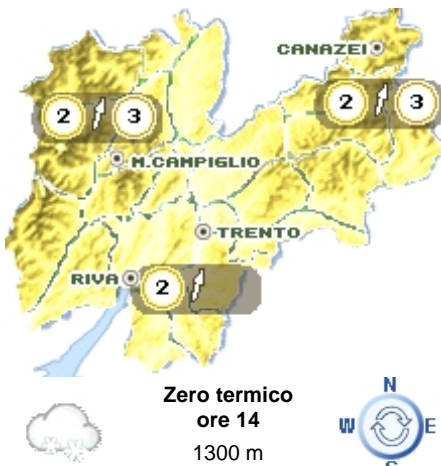 CANAZEI
2 3
2 3
M.CAMPIGLIO
TRENTO
RIVA
2
Zero termico
ore 14
1300 m
N
W E
S